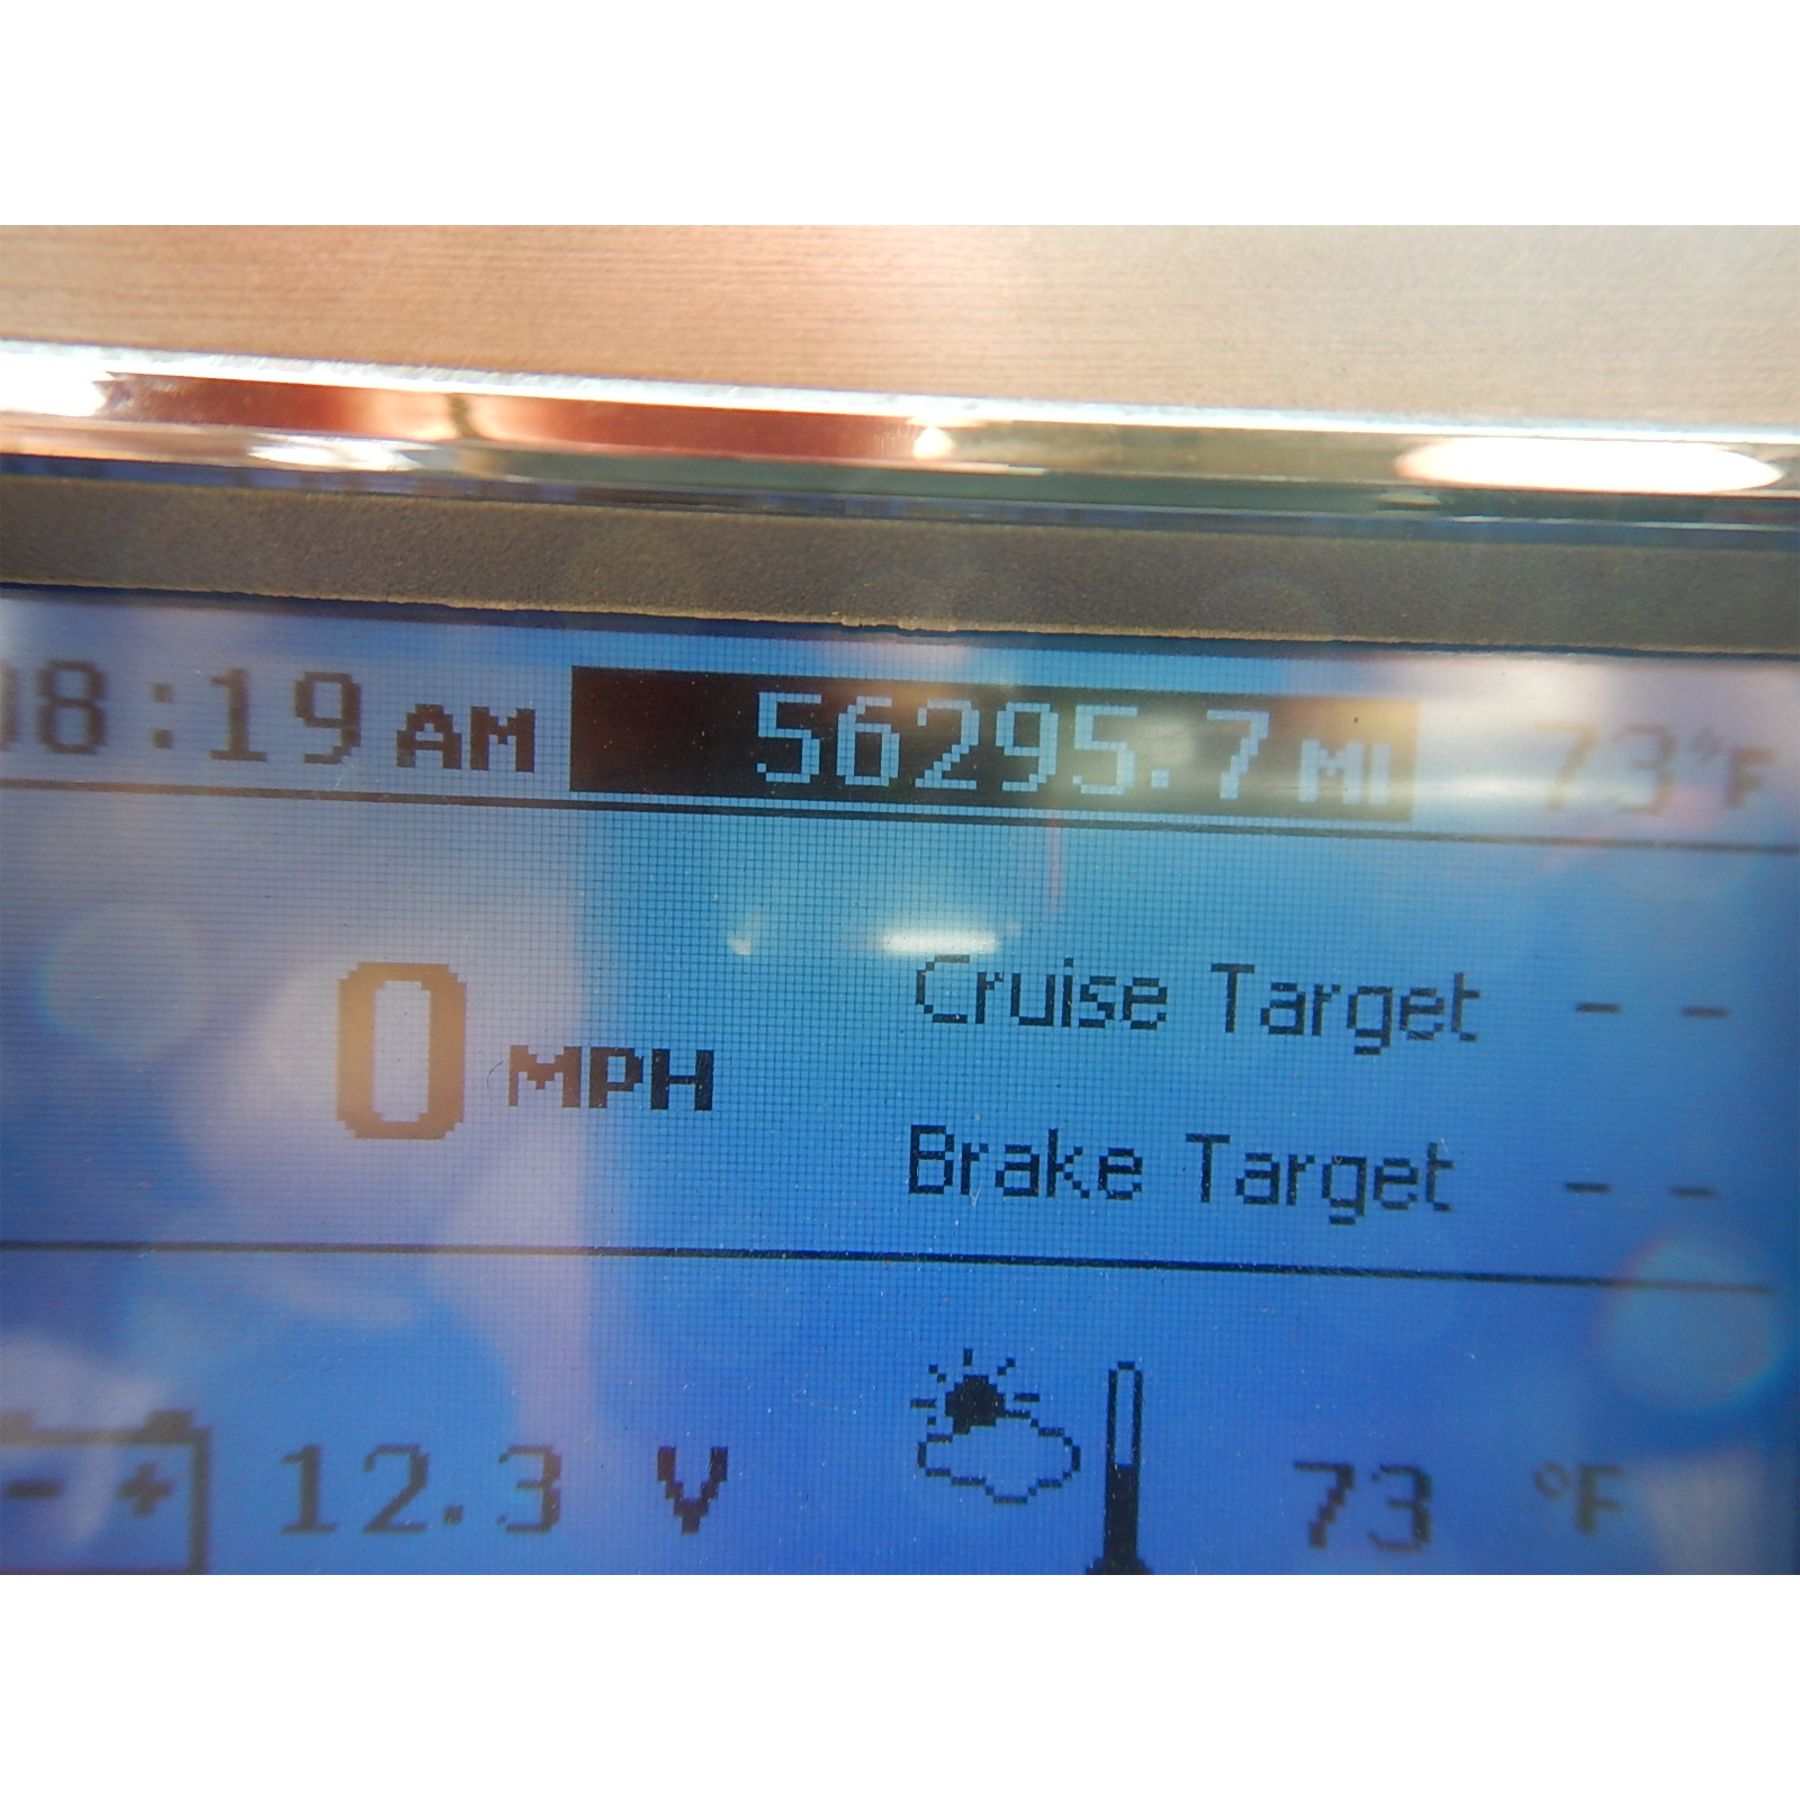 08:19 AM 56295.7 MI 73°F
0 MPH
Cruise Target - -
Brake Target - -
- + 12.3 V 73 °F